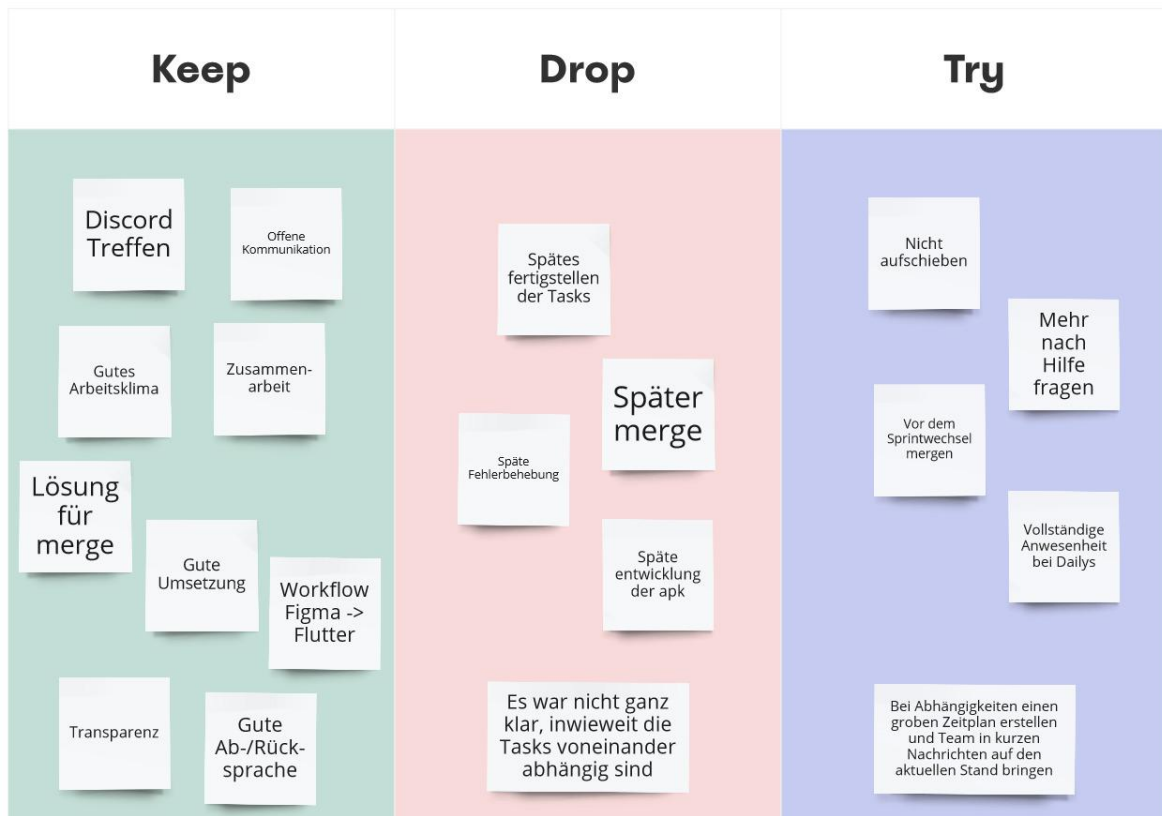 Keep
Drop
Try
Discord
Treffen
Offene
Kommunikation
Gutes
Arbeitsklima
Zusammen-
arbeit
Lösung
für
merge
Gute
Umsetzung
Workflow
Figma ->
Flutter
Transparenz
Gute
Ab-/Rück-
sprache
Spätes
fertigstellen
der Tasks
Später
merge
Späte
Fehlerbehebung
Späte
entwicklung
der apk
Es war nicht ganz
klar, inwieweit die
Tasks voneinander
abhängig sind
Nicht
aufschieben
Mehr
nach
Hilfe
fragen
Vor dem
Sprintwechsel
mergen
Vollständige
Anwesenheit
bei Dailys
Bei Abhängigkeiten einen
groben Zeitplan erstellen
und Team in kurzen
Nachrichten auf den
aktuellen Stand bringen